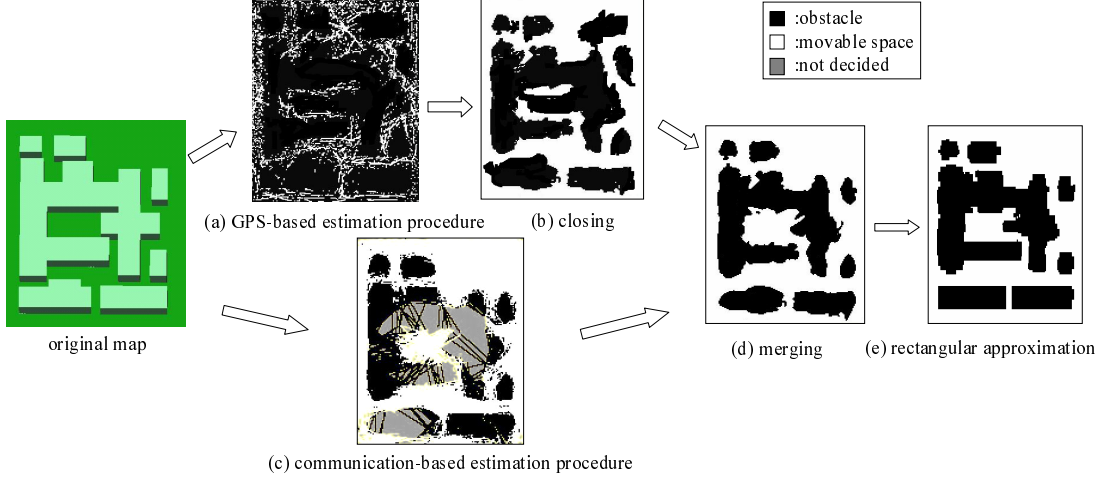 :obstacle
:movable space
:not decided
(a) GPS-based estimation procedure
(b) closing
original map
(d) merging
(e) rectangular approximation
(c) communication-based estimation procedure